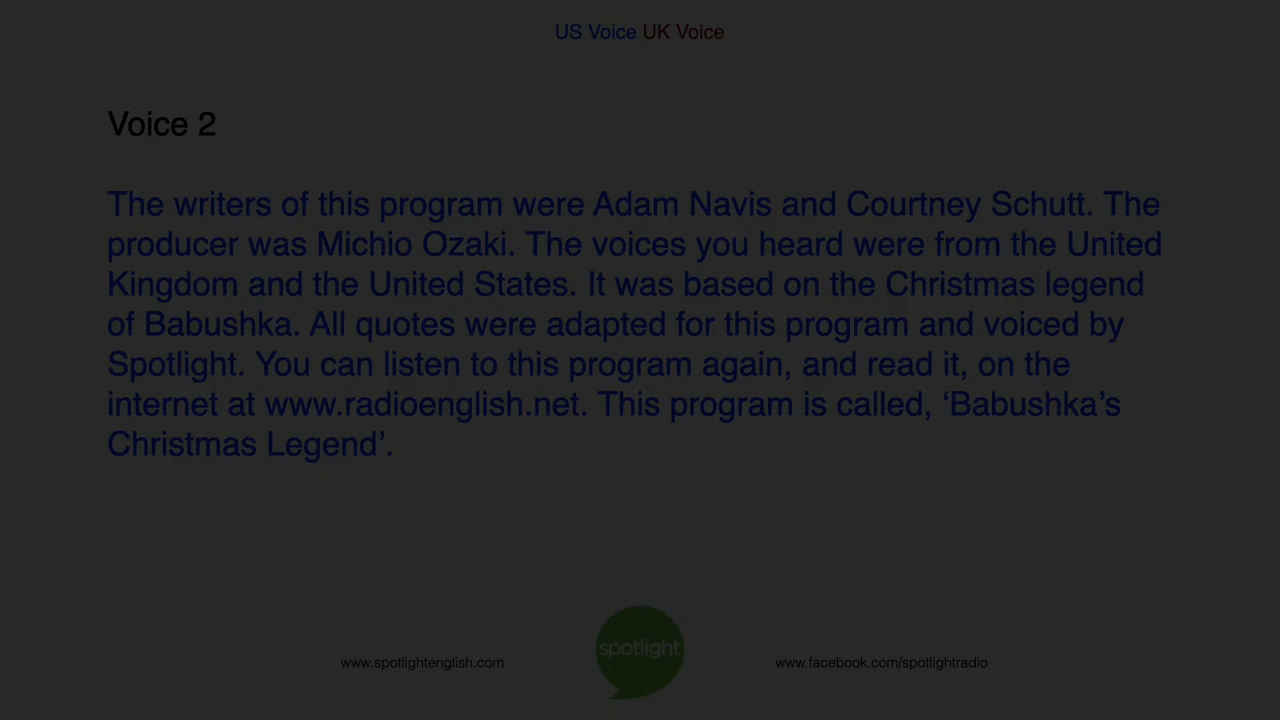 US Voice UK Voice
Voice 2
The writers of this program were Adam Navis and Courtney Schutt. The
producer was Michio Ozaki. The voices you heard were from the United
Kingdom and the United States. It was based on the Christmas legend
of Babushka. All quotes were adapted for this program and voiced by
Spotlight. You can listen to this program again, and read it, on the
internet at www.radioenglish.net. This program is called, ‘Babushka’s
Christmas Legend’.
spotlight
www.spotlightenglish.com
www.facebook.com/spotlightradio